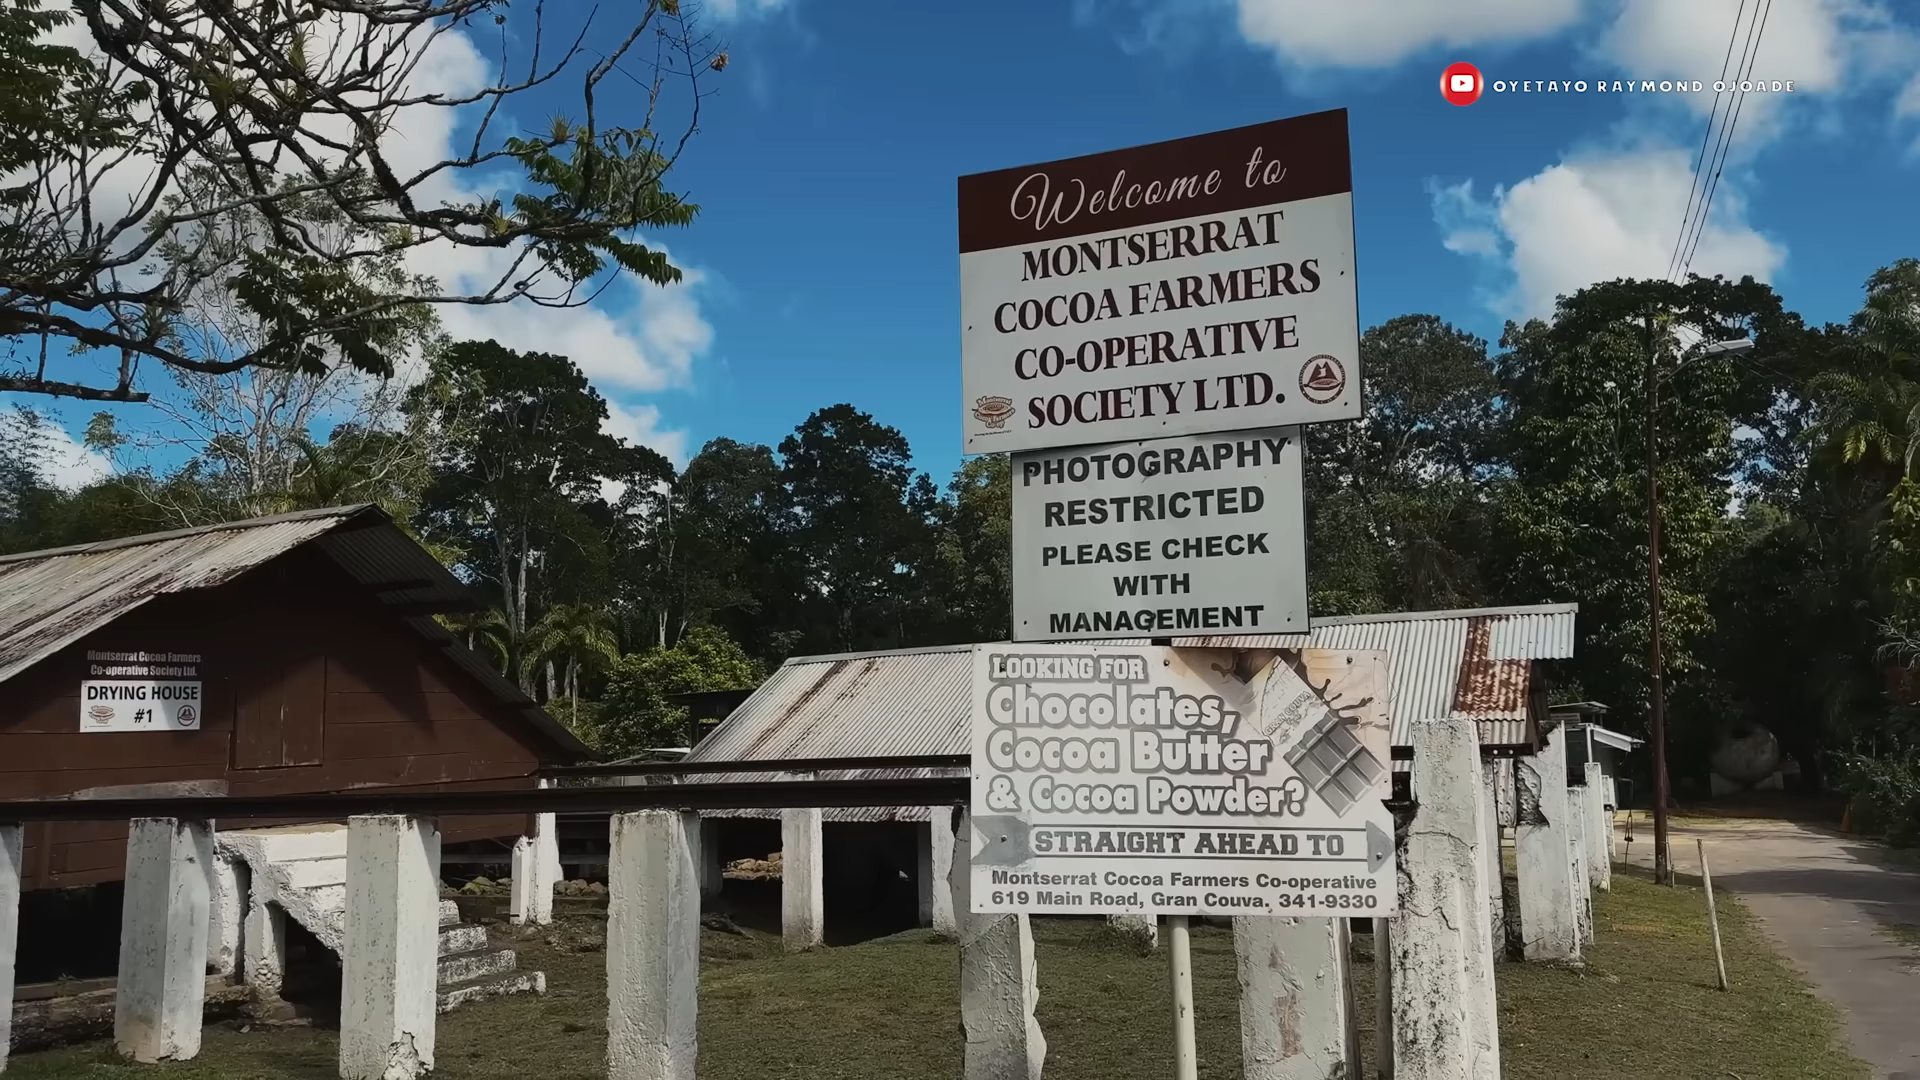 OYETAYO RAYMOND OJOADE
Welcome to
MONTSERRAT
COCOA FARMERS
CO-OPERATIVE
SOCIETY LTD.
PHOTOGRAPHY
RESTRICTED
PLEASE CHECK
WITH
MANAGEMENT
LOOKING FOR
Chocolates,
Cocoa Butter
& Cocoa Powder?
STRAIGHT AHEAD TO
Montserrat Cocoa Farmers Co-operative
619 Main Road, Gran Couva. 341-9330
GRAN COUVA
Montserrat Cocoa Farmers
Co-operative Society Ltd.
DRYING HOUSE
#1